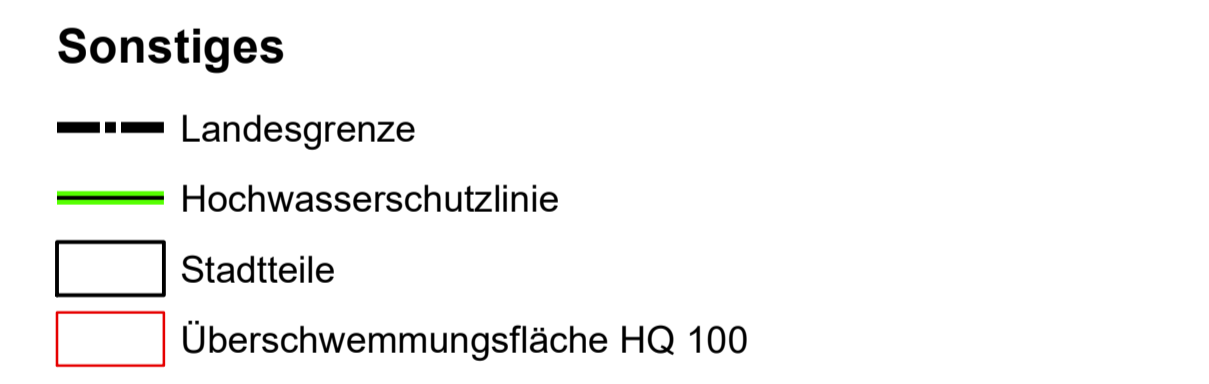 Sonstiges
Landesgrenze
Hochwasserschutzlinie
Stadtteile
Überschwemmungsfläche HQ 100